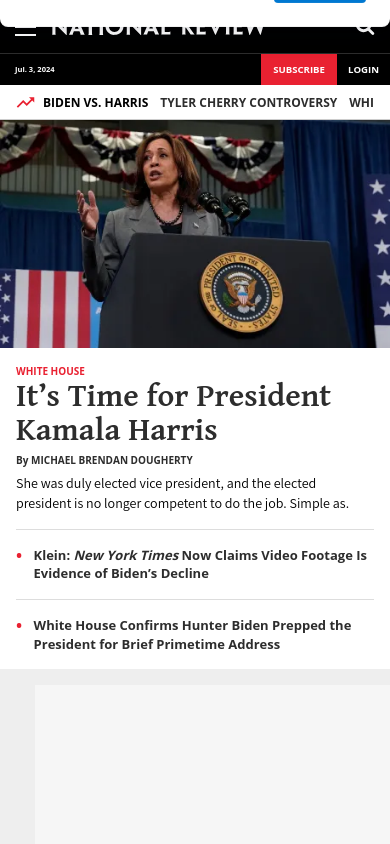 NATIONAL REVIEW
Jul. 3, 2024
SUBSCRIBE
LOGIN
BIDEN VS. HARRIS TYLER CHERRY CONTROVERSY WHI
SEAL OF THE PRESIDENT OF THE UNITED STATES
WHITE HOUSE
It’s Time for President
Kamala Harris
By MICHAEL BRENDAN DOUGHERTY
She was duly elected vice president, and the elected
president is no longer competent to do the job. Simple as.
Klein: New York Times Now Claims Video Footage Is
Evidence of Biden’s Decline
White House Confirms Hunter Biden Prepped the
President for Brief Primetime Address